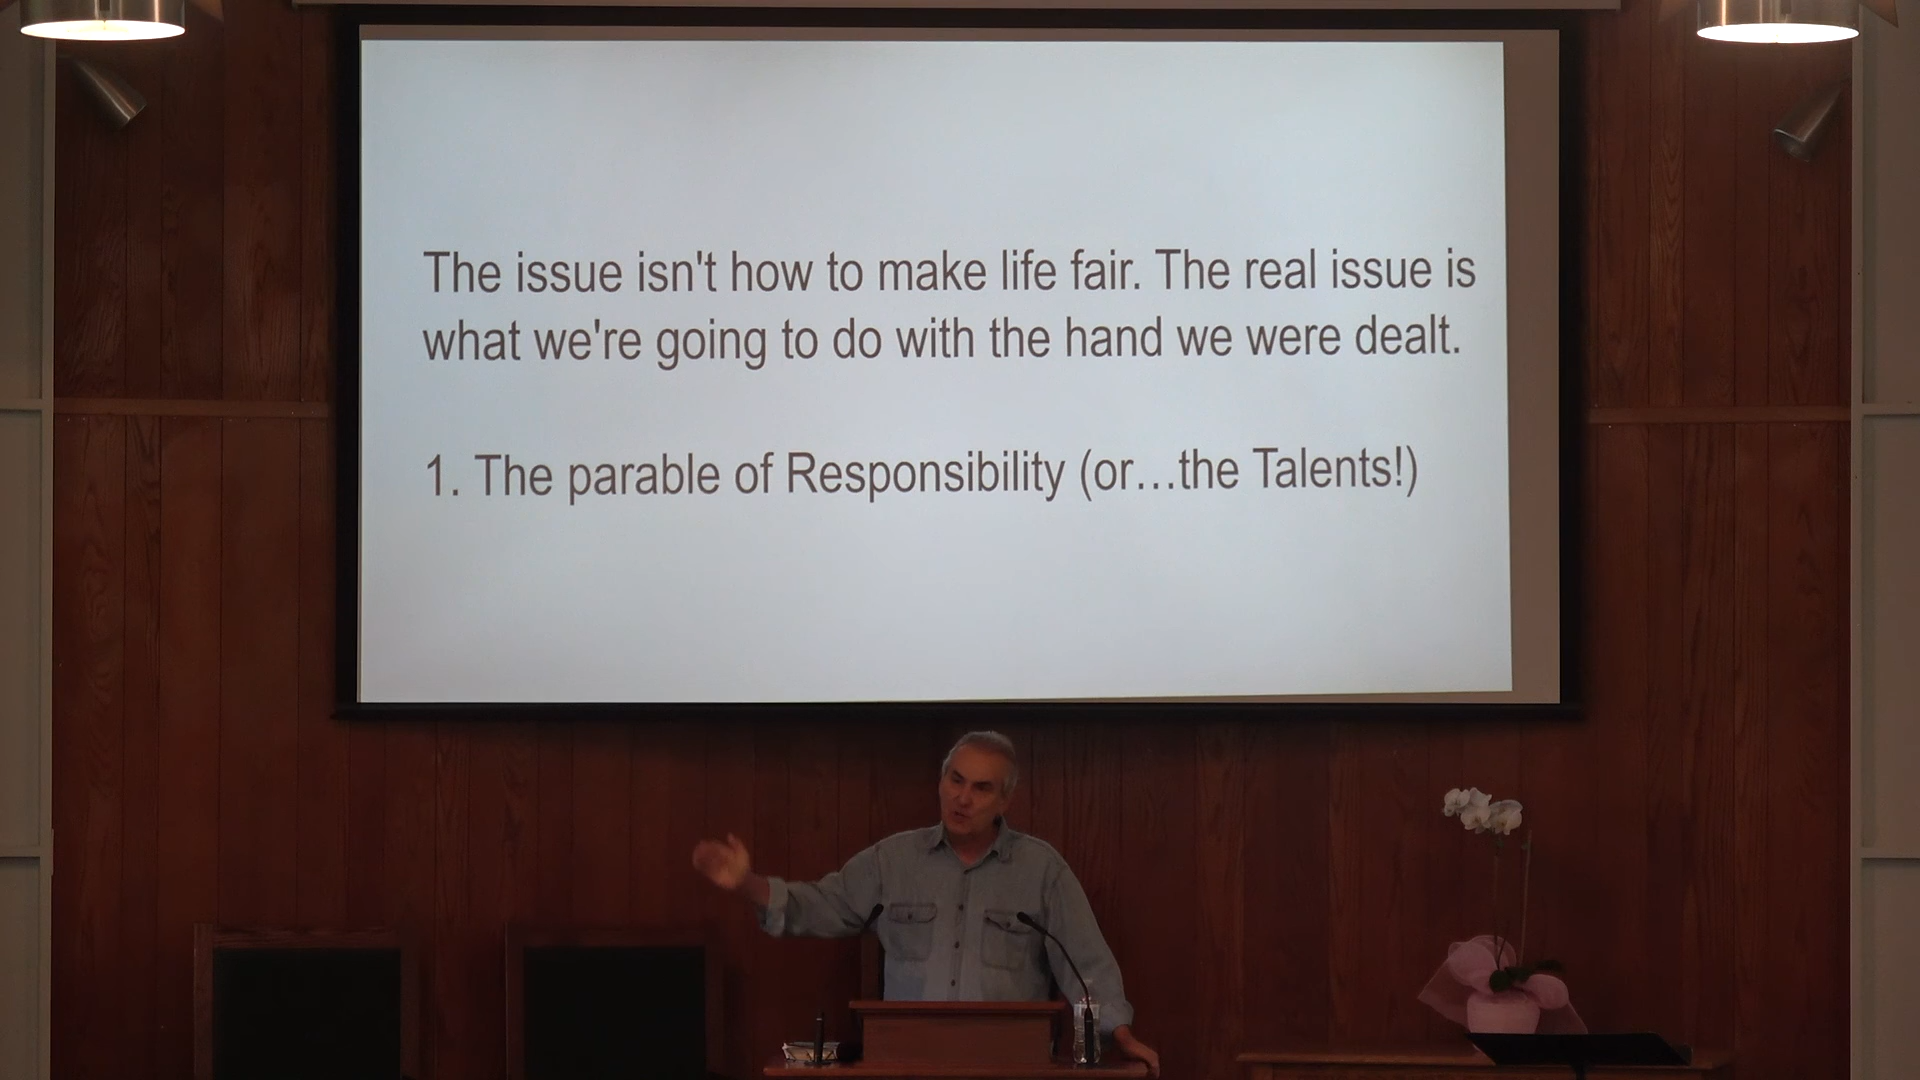 The issue isn't how to make life fair. The real issue is
what we're going to do with the hand we were dealt.
1. The parable of Responsibility (or...the Talents!)